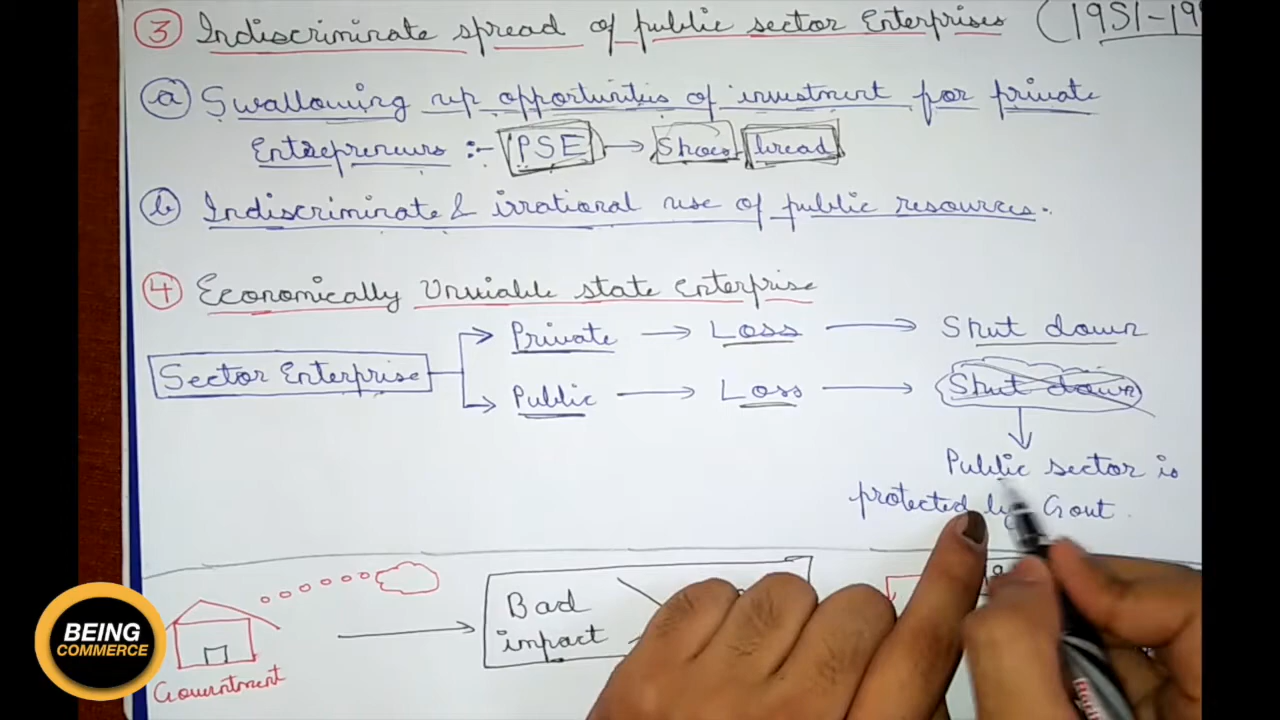 ③ Indiscriminate spread of public sector Enterprises (1951-19
ⓐ Swallowing up opportunities of investment for private
Entrepreneurs :- PSE → Shoes bread
ⓑ Indiscriminate & irrational use of public resources.
④ Economically Unviable state Enterprise
Private → Loss → Shut down
Sector Enterprise
Public → Loss → Shut down
Public sector is
protected by Govt.
Bad
impact
Government
BEING
COMMERCE